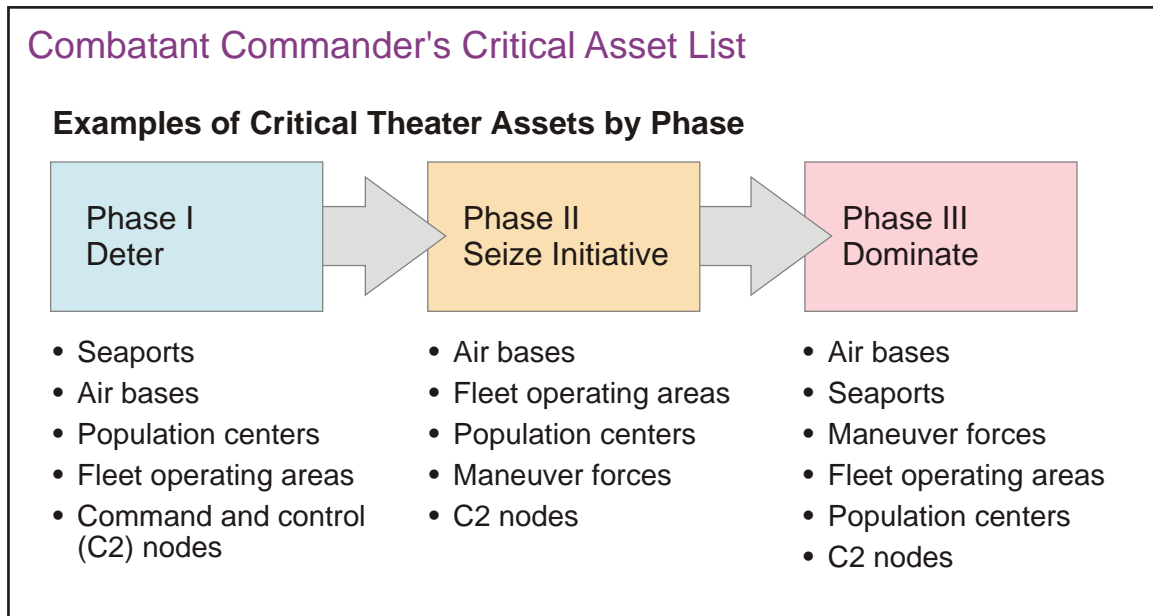 Combatant Commander's Critical Asset List
Examples of Critical Theater Assets by Phase
Phase I
Deter
Phase II
Seize Initiative
Phase III
Dominate
• Seaports
• Air bases
• Population centers
• Fleet operating areas
• Command and control
(C2) nodes
• Air bases
• Fleet operating areas
• Population centers
• Maneuver forces
• C2 nodes
• Air bases
• Seaports
• Maneuver forces
• Fleet operating areas
• Population centers
• C2 nodes